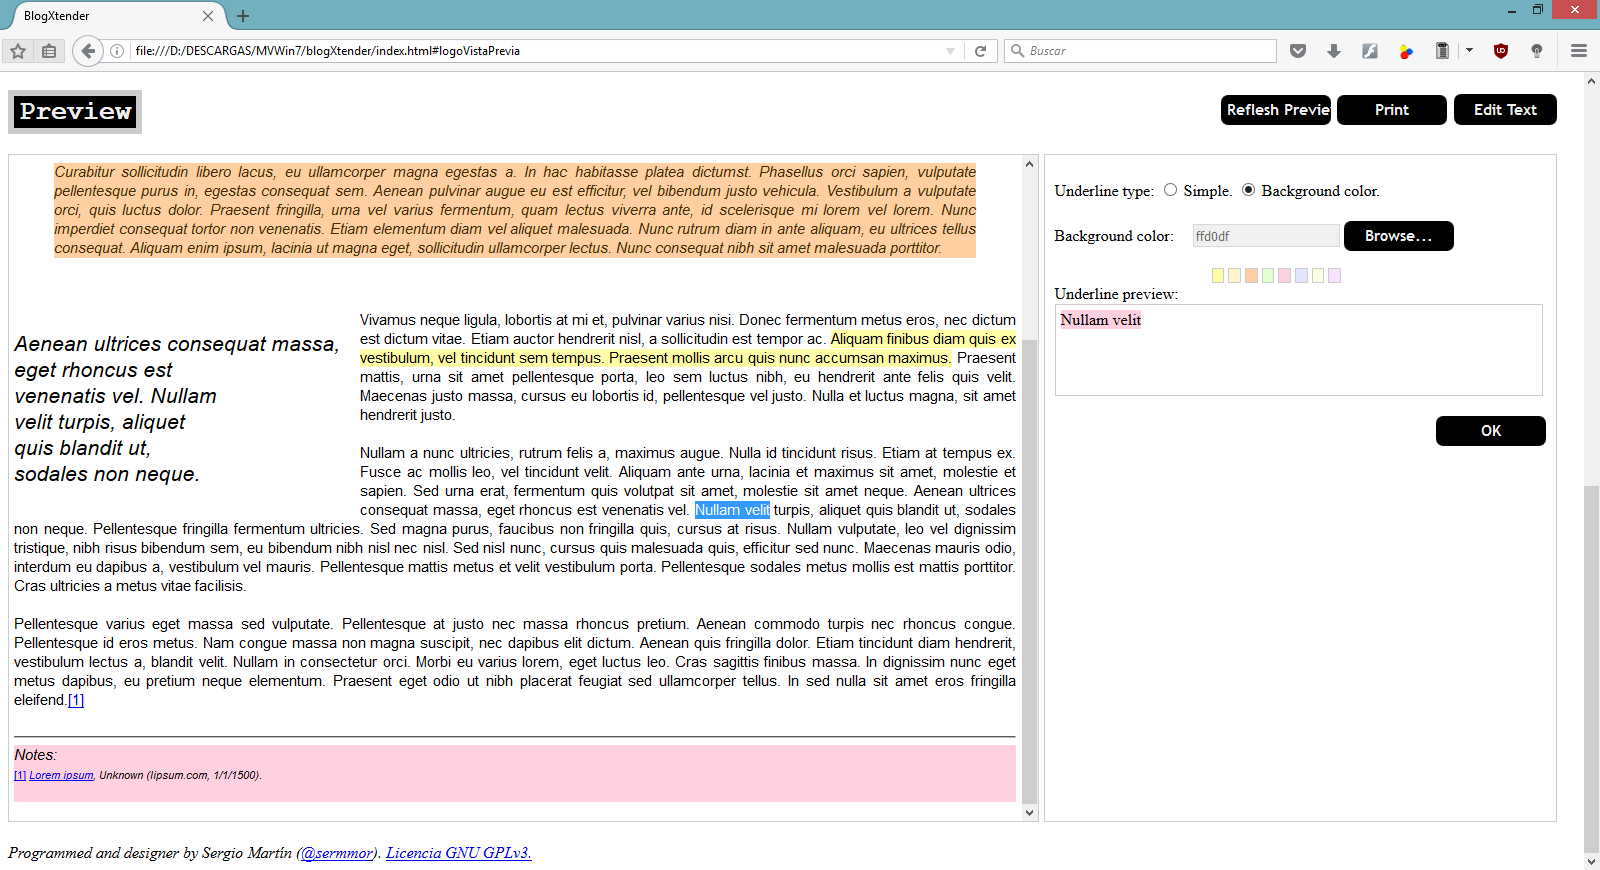 BlogXtender
file:///D:/DESCARGAS/MVWin7/blogXtender/index.html#logoVistaPrevia
Buscar
Preview
Reflesh Previe
Print
Edit Text
Curabitur sollicitudin libero lacus, eu ullamcorper magna egestas a. In hac habitasse platea dictumst. Phasellus orci sapien, vulputate
pellentesque purus in, egestas consequat sem. Aenean pulvinar augue eu est efficitur, vel bibendum justo vehicula. Vestibulum a vulputate
orci, quis luctus dolor. Praesent fringilla, urna vel varius fermentum, quam lectus viverra ante, id scelerisque mi lorem vel lorem. Nunc
imperdiet consequat tortor non venenatis. Etiam elementum diam vel aliquet malesuada. Nunc rutrum diam in ante aliquam, eu ultrices tellus
consequat. Aliquam enim ipsum, lacinia ut magna eget, sollicitudin ullamcorper lectus. Nunc consequat nibh sit amet malesuada porttitor.
Aenean ultrices consequat massa,
eget rhoncus est
venenatis vel. Nullam
velit turpis, aliquet
quis blandit ut,
sodales non neque.
Vivamus neque ligula, lobortis at mi et, pulvinar varius nisi. Donec fermentum metus eros, nec dictum
est dictum vitae. Etiam auctor hendrerit nisl, a sollicitudin est tempor ac. Aliquam finibus diam quis ex
vestibulum, vel tincidunt sem tempus. Praesent mollis arcu quis nunc accumsan maximus. Praesent
mattis, urna sit amet pellentesque porta, leo sem luctus nibh, eu hendrerit ante felis quis velit.
Maecenas justo massa, cursus eu lobortis id, pellentesque vel justo. Nulla et luctus magna, sit amet
hendrerit justo.
Nullam a nunc ultricies, rutrum felis a, maximus augue. Nulla id tincidunt risus. Etiam at tempus ex.
Fusce ac mollis leo, vel tincidunt velit. Aliquam ante urna, lacinia et maximus sit amet, molestie et
sapien. Sed urna erat, fermentum quis volutpat sit amet, molestie sit amet neque. Aenean ultrices
consequat massa, eget rhoncus est venenatis vel. Nullam velit turpis, aliquet quis blandit ut, sodales
non neque. Pellentesque fringilla fermentum ultricies. Sed magna purus, faucibus non fringilla quis, cursus at risus. Nullam vulputate, leo vel dignissim
tristique, nibh risus bibendum sem, eu bibendum nibh nisl nec nisl. Sed nisl nunc, cursus quis malesuada quis, efficitur sed nunc. Maecenas mauris odio,
interdum eu dapibus a, vestibulum vel mauris. Pellentesque mattis metus et velit vestibulum porta. Pellentesque sodales metus mollis est mattis porttitor.
Cras ultricies a metus vitae facilisis.
Pellentesque varius eget massa sed vulputate. Pellentesque at justo nec massa rhoncus pretium. Aenean commodo turpis nec rhoncus congue.
Pellentesque id eros metus. Nam congue massa non magna suscipit, nec dapibus elit dictum. Aenean quis fringilla dolor. Etiam tincidunt diam hendrerit,
vestibulum lectus a, blandit velit. Nullam in consectetur orci. Morbi eu varius lorem, eget luctus leo. Cras sagittis finibus massa. In dignissim nunc eget
metus dapibus, eu pretium neque elementum. Praesent eget odio ut nibh placerat feugiat sed ullamcorper tellus. In sed nulla sit amet eros fringilla
eleifend.[1]
Notes:
[1] Lorem ipsum, Unknown (lipsum.com, 1/1/1500).
Underline type: Simple. Background color.
Background color: ffd0df Browse...
Underline preview:
Nullam velit
OK
Programmed and designer by Sergio Martín (@sermmor). Licencia GNU GPLv3.